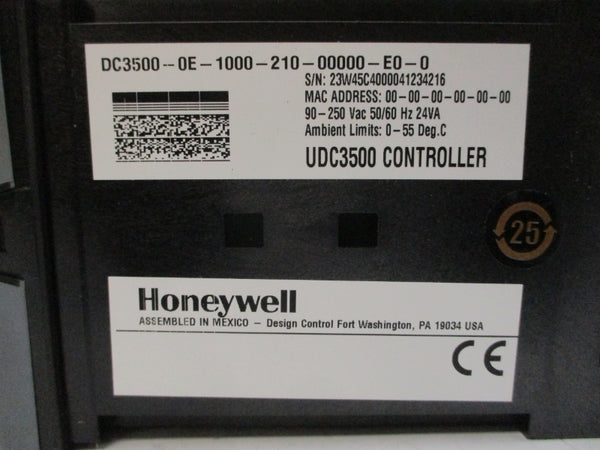 DC3500--0E-1000-210-00000-E0-0
S/N: 23W45C4000041234216
MAC ADDRESS: 00-00-00-00-00-00
90-250 Vac 50/60 Hz 24VA
Ambient Limits: 0-55 Deg.C
UDC3500 CONTROLLER
25
Honeywell
ASSEMBLED IN MEXICO - Design Control Fort Washington, PA 19034 USA
CE